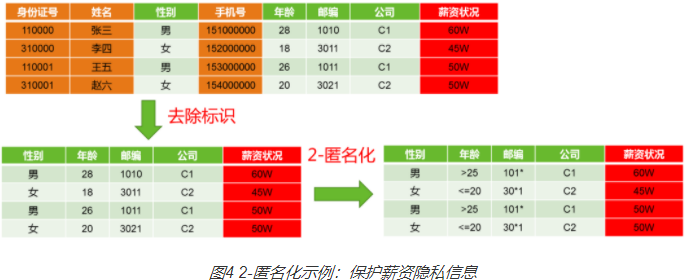 身份证号 姓名 性别 手机号 年龄 邮编 公司 薪资状况
110000 张三 男 151000000 28 1010 C1 60W
310000 李四 女 152000000 18 3011 C2 45W
110001 王五 男 153000000 26 1011 C1 50W
310001 赵六 女 154000000 20 3021 C2 50W
去除标识
性别 年龄 邮编 公司 薪资状况
男 28 1010 C1 60W
女 18 3011 C2 45W
男 26 1011 C1 50W
女 20 3021 C2 50W
2-匿名化
性别 年龄 邮编 公司 薪资状况
男 >25 101* C1 60W
女 <=20 30*1 C2 45W
男 >25 101* C1 50W
女 <=20 30*1 C2 50W
图4 2-匿名化示例：保护薪资隐私信息